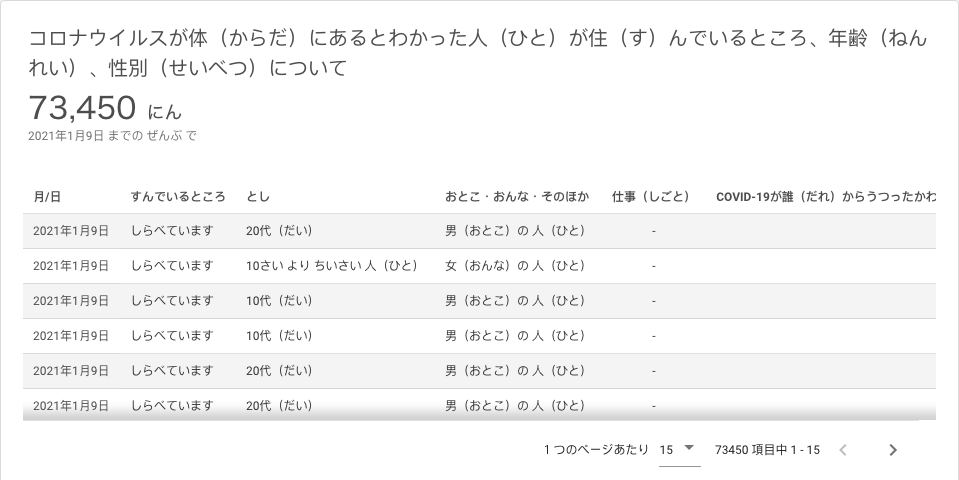 コロナウイルスが体（からだ）にあるとわかった人（ひと）が住（す）んでいるところ、年齢（ねん
れい）、性別（せいべつ）について
73,450 にん
2021年1月9日 までの ぜんぶ で
月/日 すんでいるところ とし おとこ・おんな・そのほか 仕事（しごと） COVID-19が誰（だれ）からうつったかわ
2021年1月9日 しらべています 20代（だい） 男（おとこ）の 人（ひと） -
2021年1月9日 しらべています 10さい より ちいさい 人（ひと） 女（おんな）の 人（ひと） -
2021年1月9日 しらべています 10代（だい） 男（おとこ）の 人（ひと） -
2021年1月9日 しらべています 10代（だい） 男（おとこ）の 人（ひと） -
2021年1月9日 しらべています 20代（だい） 男（おとこ）の 人（ひと） -
2021年1月9日 しらべています 20代（だい） 男（おとこ）の 人（ひと） -
1 つのページあたり 15 73450 項目中 1 - 15